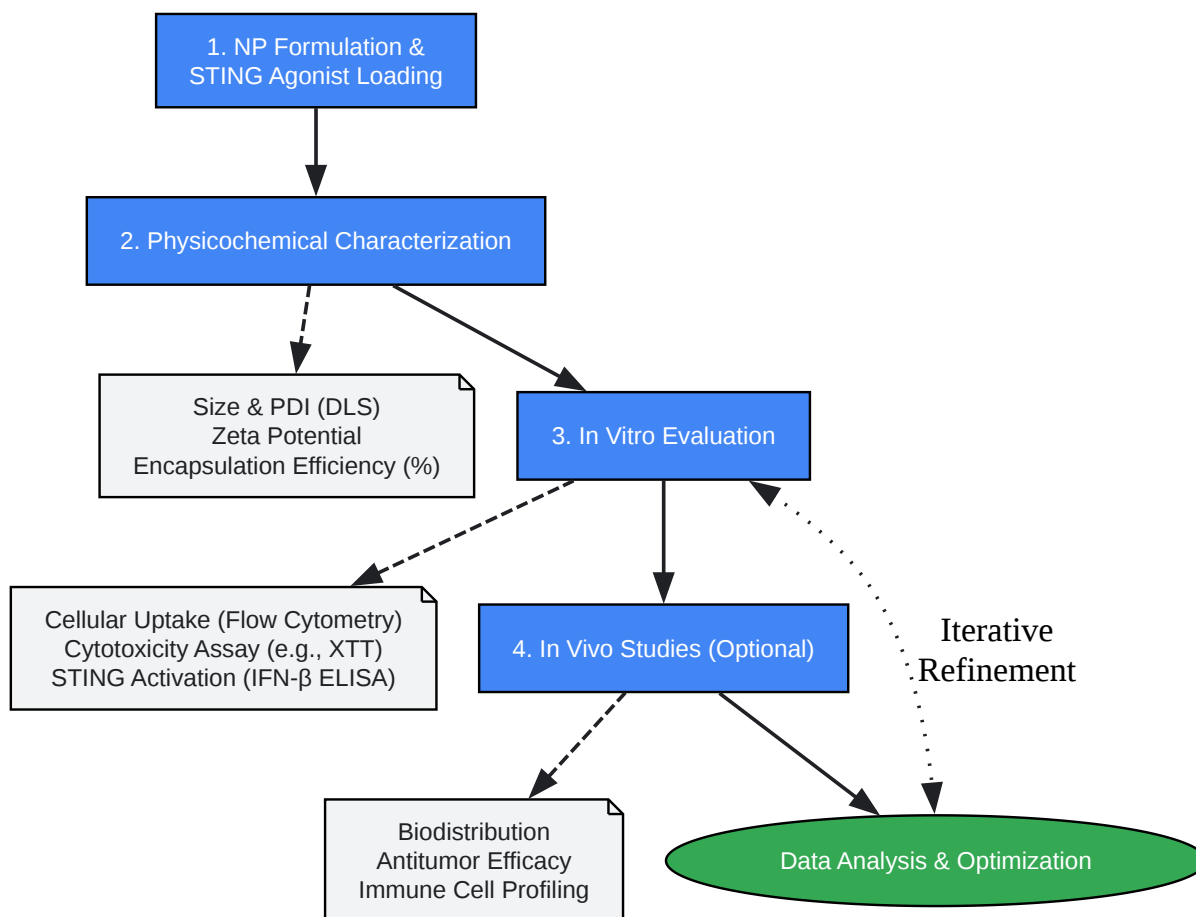 1. NP Formulation &
STING Agonist Loading
2. Physicochemical Characterization
Size & PDI (DLS)
Zeta Potential
Encapsulation Efficiency (%)
3. In Vitro Evaluation
Cellular Uptake (Flow Cytometry)
Cytotoxicity Assay (e.g., XTT)
STING Activation (IFN-β ELISA)
4. In Vivo Studies (Optional)
Iterative
Refinement
Biodistribution
Antitumor Efficacy
Immune Cell Profiling
Data Analysis & Optimization